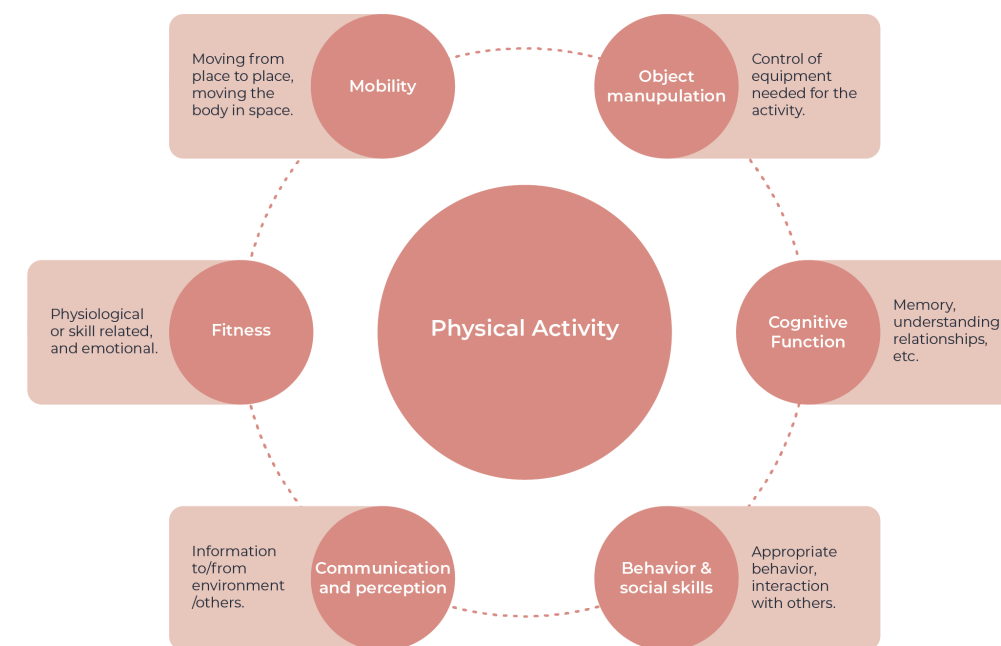 Moving from
place to place,
moving the
body in space.
Mobility
Object
manupulation
Control of
equipment
needed for the
activity.
Physiological
or skill related,
and emotional.
Fitness
Physical Activity
Cognitive
Function
Memory,
understanding
relationships,
etc.
Information
to/from
environment
/others.
Communication
and perception
Behavior &
social skills
Appropriate
behavior,
interaction
with others.